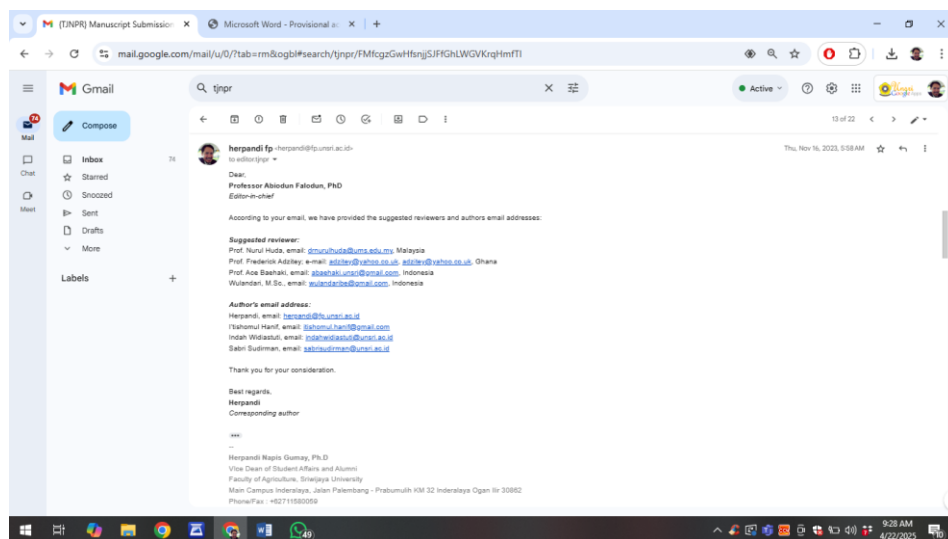 (TJNPR) Manuscript Submission
Microsoft Word - Provisional ac
mail.google.com/mail/u/0/?tab=rm&ogbl#search/tjnpr/FMfcgzGwHfsnjjSJFfGhLWGVKrqHmfTl
Gmail
tjnpr
Active
74
Mail
Chat
Meet
Compose
Inbox 74
Starred
Snoozed
Sent
Drafts
More
Labels
13 of 22
herpandi fp <herpandi@fp.unsri.ac.id>
Thu, Nov 16, 2023, 5:58 AM
to editor.tjnpr
Dear,
Professor Abiodun Falodun, PhD
Editor-in-chief
According to your email, we have provided the suggested reviewers and authors email addresses:
Suggested reviewer:
Prof. Nurul Huda, email: drnurulhuda@ums.edu.my, Malaysia
Prof. Frederick Adzitey; e-mail: adzitey@yahoo.co.uk, adzitey@yahoo.co.uk, Ghana
Prof. Ace Baehaki, email: abaehaki.unsri@gmail.com, Indonesia
Wulandari, M.Sc., email: wulandaribe@gmail.com, Indonesia
Author's email address:
Herpandi, email: herpandi@fp.unsri.ac.id
I'tishomul Hanif, email: itishomul.hanif@gmail.com
Indah Widiastuti, email: indahwidiastuti@unsri.ac.id
Sabri Sudirman, email: sabrisudirman@unsri.ac.id
Thank you for your consideration.
Best regards,
Herpandi
Corresponding author
--
Herpandi Napis Gumay, Ph.D
Vice Dean of Student Affairs and Alumni
Faculty of Agriculture, Sriwijaya University
Main Campus Inderalaya, Jalan Palembang - Prabumulih KM 32 Inderalaya Ogan Ilir 30862
Phone/Fax : +62711580059
49
9:28 AM
4/22/2025